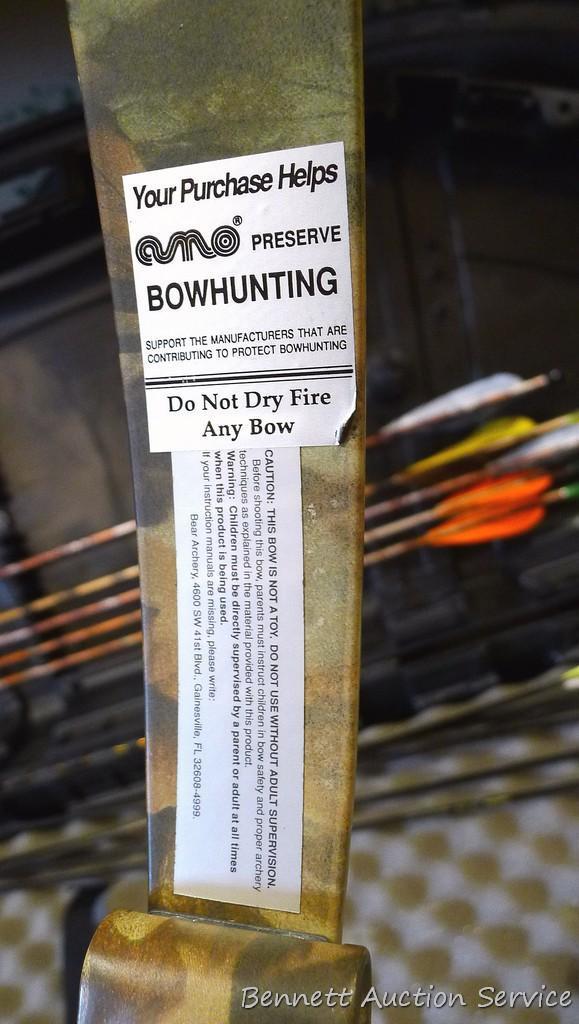 Your Purchase Helps
amo® PRESERVE
BOWHUNTING
SUPPORT THE MANUFACTURERS THAT ARE
CONTRIBUTING TO PROTECT BOWHUNTING
Do Not Dry Fire
Any Bow
CAUTION: THIS BOW IS NOT A TOY. DO NOT USE WITHOUT ADULT SUPERVISION.
Before shooting this bow, parents must instruct children in bow safety and proper archery
techniques as explained in the material provided with this product.
Warning: Children must be directly supervised by a parent or adult at all times
when this product is being used.
If your instruction manuals are missing, please write:
Bear Archery, 4600 SW 41st Blvd., Gainesville, FL 32608-4999.
Bennett Auction Service